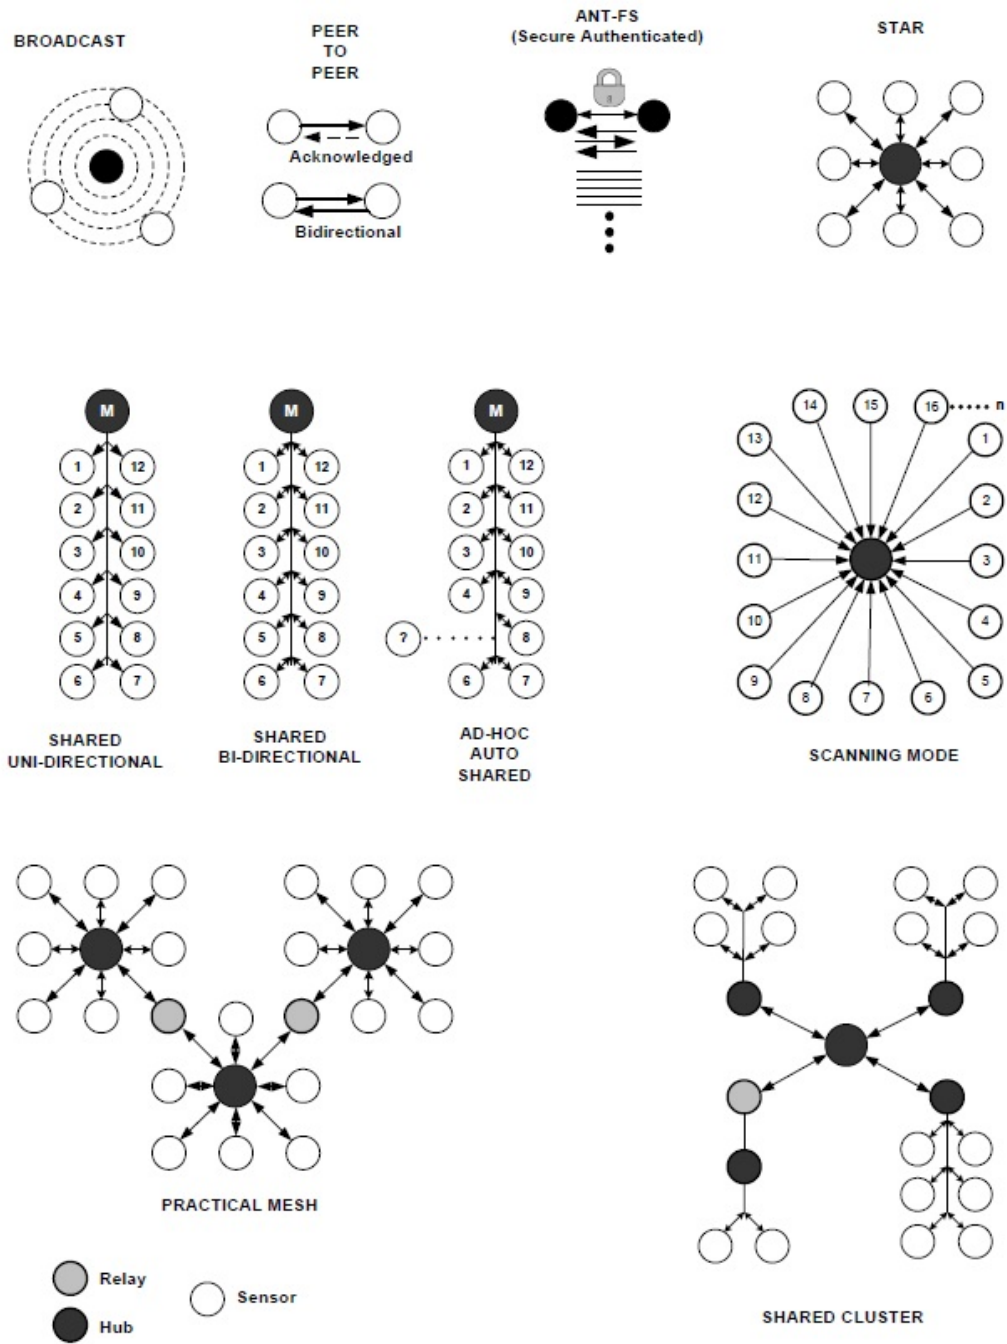 BROADCAST
PEER
TO
PEER
ANT-FS
(Secure Authenticated)
STAR
Acknowledged
Bidirectional
M
1
12
2
11
3
10
4
9
5
8
6
7
SHARED
UNI-DIRECTIONAL
M
1
12
2
11
3
10
4
9
5
8
6
7
SHARED
BI-DIRECTIONAL
M
1
12
2
11
3
10
4
9
?
8
6
7
AD-HOC
AUTO
SHARED
14
15
16
n
13
1
12
2
11
3
10
4
9
5
8
7
6
SCANNING MODE
PRACTICAL MESH
Relay
Sensor
Hub
SHARED CLUSTER